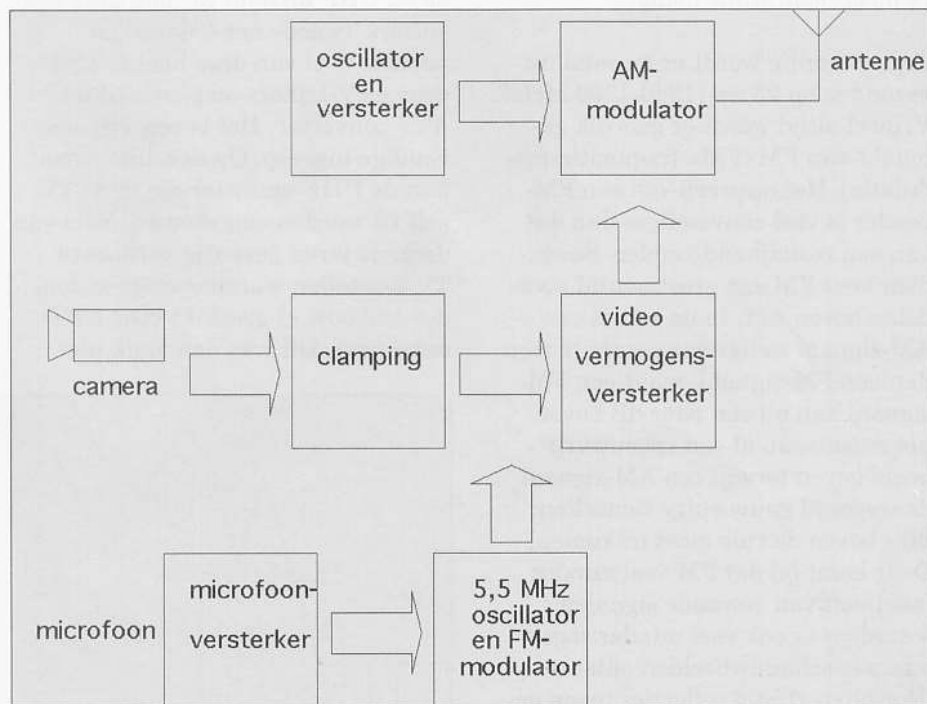 oscillator
en
versterker
AM-
modulator
antenne
camera
clamping
video
vermogens-
versterker
microfoon
microfoon-
versterker
5,5 MHz
oscillator
en FM-
modulator